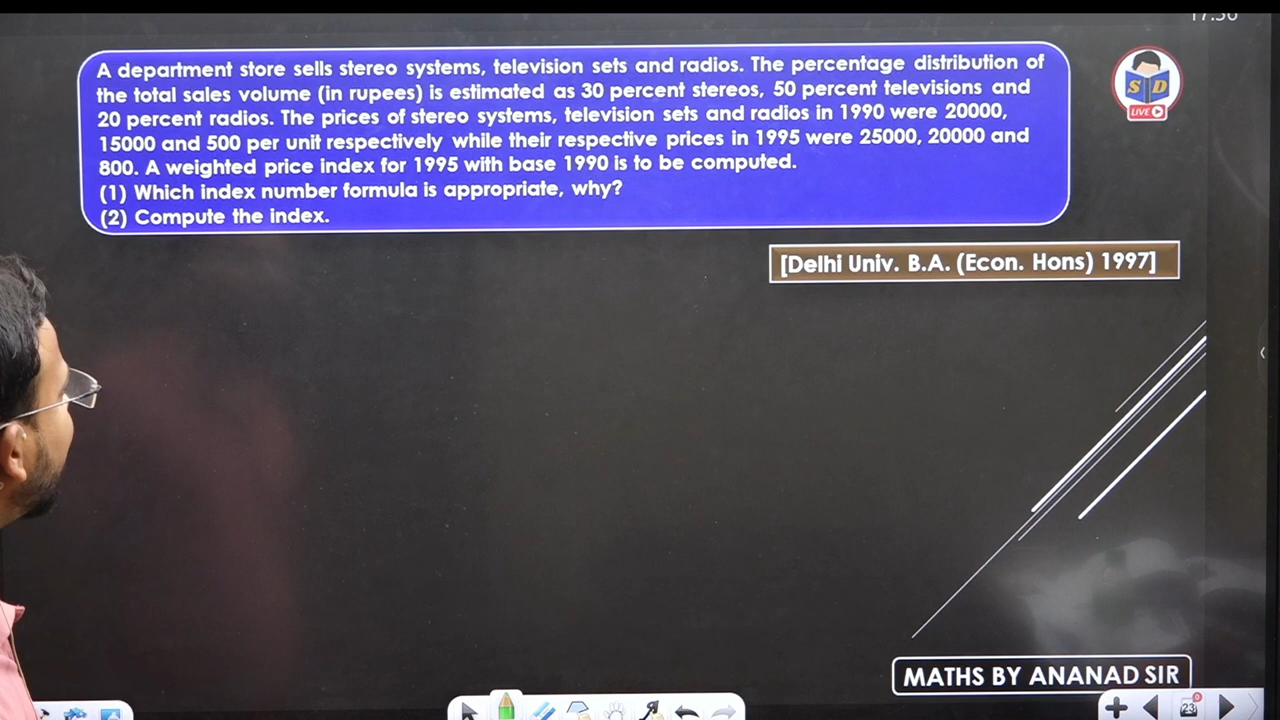 A department store sells stereo systems, television sets and radios. The percentage distribution of
the total sales volume (in rupees) is estimated as 30 percent stereos, 50 percent televisions and
20 percent radios. The prices of stereo systems, television sets and radios in 1990 were 20000,
15000 and 500 per unit respectively while their respective prices in 1995 were 25000, 20000 and
800. A weighted price index for 1995 with base 1990 is to be computed.
(1) Which index number formula is appropriate, why?
(2) Compute the index.
S D
LIVE
[Delhi Univ. B.A. (Econ. Hons) 1997]
MATHS BY ANANAD SIR
23